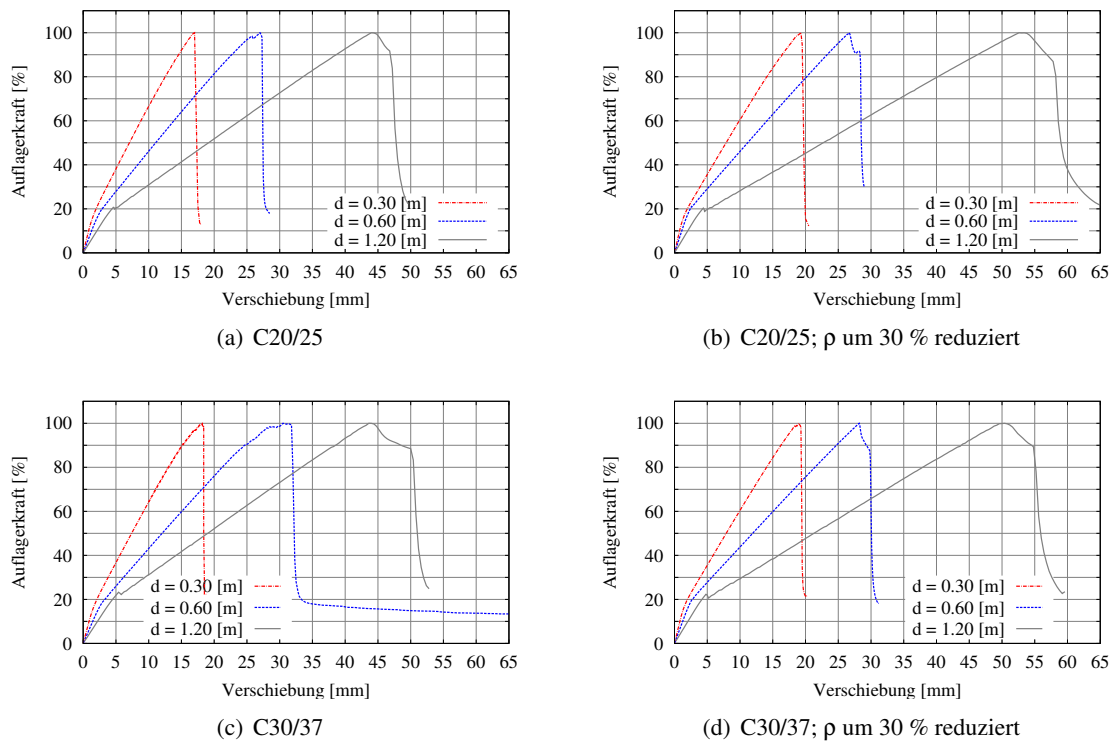 100
80
60
40
20
0
Auflagerkraft [%]
d = 0.30 [m]
d = 0.60 [m]
d = 1.20 [m]
0 5 10 15 20 25 30 35 40 45 50 55 60 65
Verschiebung [mm]
(a) C20/25
100
80
60
40
20
0
Auflagerkraft [%]
d = 0.30 [m]
d = 0.60 [m]
d = 1.20 [m]
0 5 10 15 20 25 30 35 40 45 50 55 60 65
Verschiebung [mm]
(b) C20/25; ρ um 30 % reduziert
100
80
60
40
20
0
Auflagerkraft [%]
d = 0.30 [m]
d = 0.60 [m]
d = 1.20 [m]
0 5 10 15 20 25 30 35 40 45 50 55 60 65
Verschiebung [mm]
(c) C30/37
100
80
60
40
20
0
Auflagerkraft [%]
d = 0.30 [m]
d = 0.60 [m]
d = 1.20 [m]
0 5 10 15 20 25 30 35 40 45 50 55 60 65
Verschiebung [mm]
(d) C30/37; ρ um 30 % reduziert